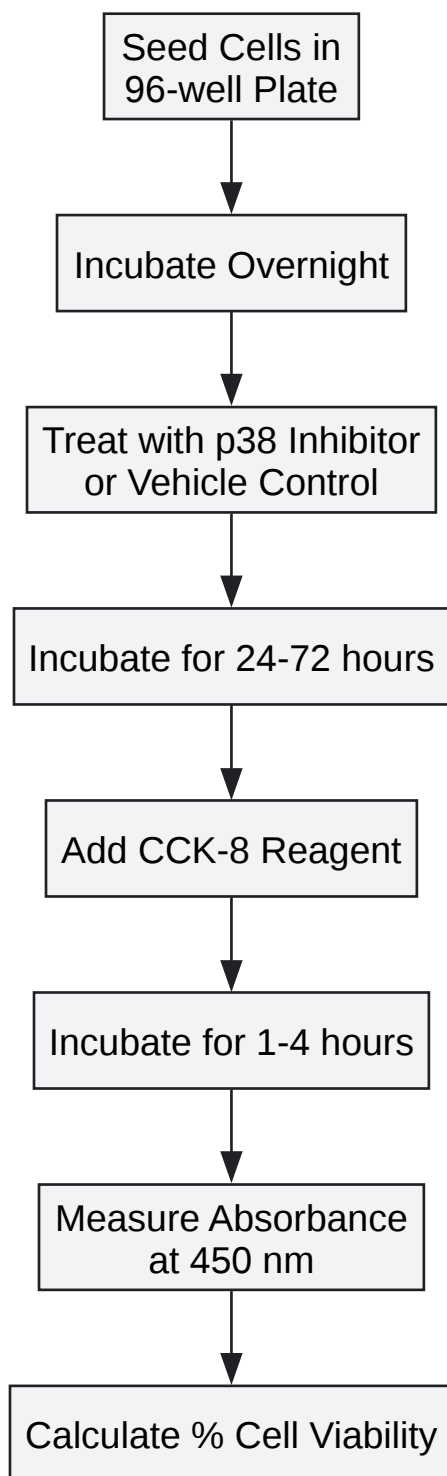 Seed Cells in
96-well Plate
Incubate Overnight
Treat with p38 Inhibitor
or Vehicle Control
Incubate for 24-72 hours
Add CCK-8 Reagent
Incubate for 1-4 hours
Measure Absorbance
at 450 nm
Calculate % Cell Viability